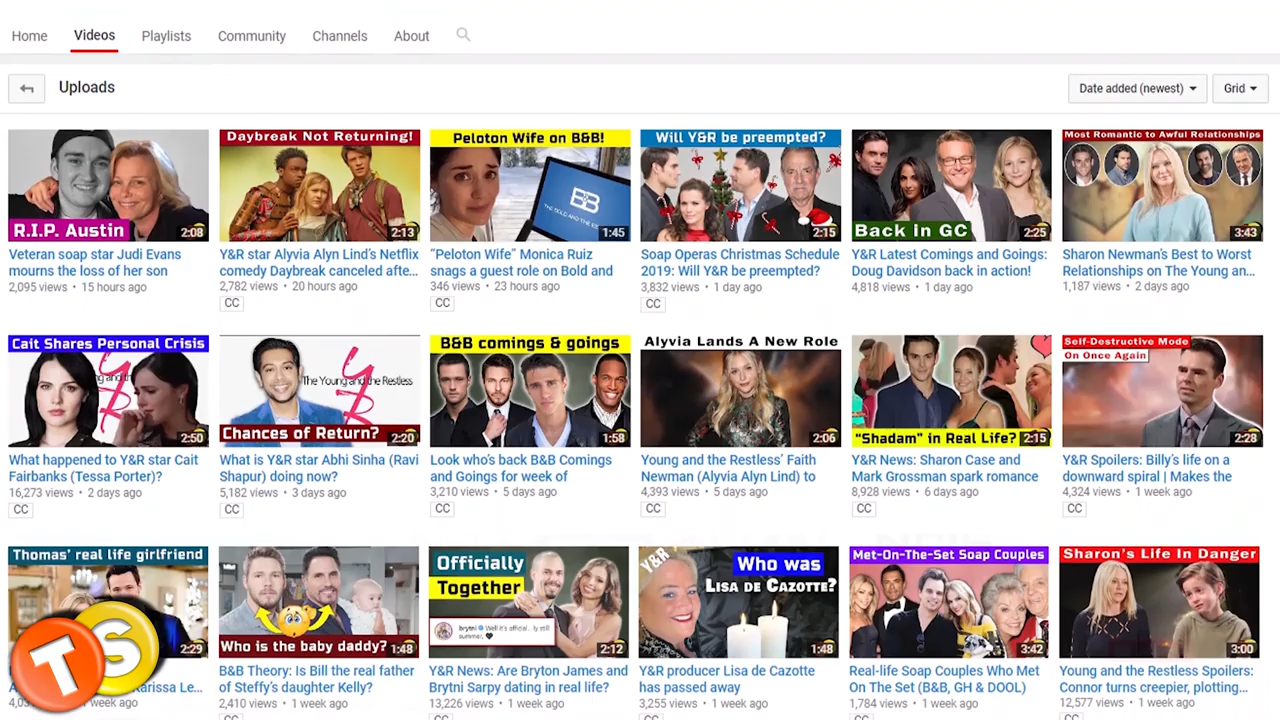 Home Videos Playlists Community Channels About
Uploads
Date added (newest) Grid
R.I.P. Austin
2:08
Veteran soap star Judi Evans
mourns the loss of her son
2,095 views • 15 hours ago
Daybreak Not Returning!
2:13
Y&R star Alyvia Alyn Lind's Netflix
comedy Daybreak canceled afte...
2,782 views • 20 hours ago
CC
Peloton Wife on B&B!
B&B
1:45
“Peloton Wife” Monica Ruiz
snags a guest role on Bold and
346 views • 23 hours ago
CC
Will Y&R be preempted?
2:15
Soap Operas Christmas Schedule
2019: Will Y&R be preempted?
3,832 views • 1 day ago
CC
Back in GC
2:25
Y&R Latest Comings and Goings:
Doug Davidson back in action!
4,818 views • 1 day ago
Most Romantic to Awful Relationships
3:43
Sharon Newman's Best to Worst
Relationships on The Young an...
1,187 views • 2 days ago
Cait Shares Personal Crisis
2:50
What happened to Y&R star Cait
Fairbanks (Tessa Porter)?
16,273 views • 2 days ago
CC
The Young and the Restless
Chances of Return?
2:20
What is Y&R star Abhi Sinha (Ravi
Shapur) doing now?
5,182 views • 3 days ago
CC
B&B comings & goings
1:58
Look who's back B&B Comings
and Goings for week of
3,210 views • 5 days ago
CC
Alyvia Lands A New Role
2:06
Young and the Restless’ Faith
Newman (Alyvia Alyn Lind) to
4,393 views • 5 days ago
CC
“Shadam” in Real Life?
2:15
Y&R News: Sharon Case and
Mark Grossman spark romance
8,928 views • 6 days ago
CC
Self-Destructive Mode
On Once Again
2:28
Y&R Spoilers: Billy's life on a
downward spiral | Makes the
4,324 views • 1 week ago
CC
Thomas’ real life girlfriend
2:29
TS
week ago
Who is the baby daddy?
1:48
B&B Theory: Is Bill the real father
of Steffy's daughter Kelly?
2,410 views • 1 week ago
CC
Officially
Together
2:12
Y&R News: Are Bryton James and
Brytni Sarpy dating in real life?
13,226 views • 1 week ago
CC
Y&R
Who was
Lisa de Cazotte?
1:48
Y&R producer Lisa de Cazotte
has passed away
3,255 views • 1 week ago
CC
Met-On-The-Set Soap Couples
3:42
Real-life Soap Couples Who Met
On The Set (B&B, GH & DOOL)
1,784 views • 1 week ago
CC
Sharon's Life In Danger
3:00
Young and the Restless Spoilers:
Connor turns creepier, plotting...
12,577 views • 1 week ago
CC